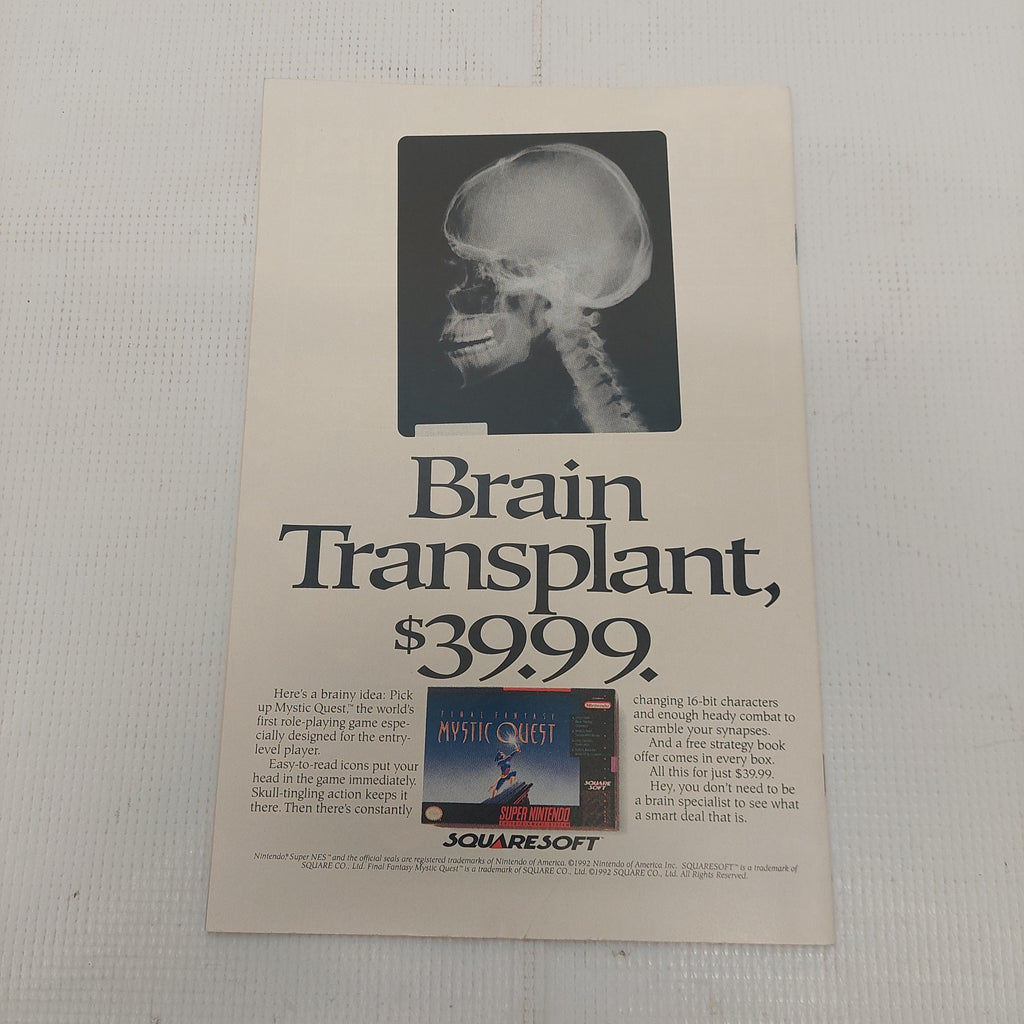 Brain
Transplant,
$39.99.
Here's a brainy idea: Pick
up Mystic Quest,™ the world's
first role-playing game espe-
cially designed for the entry-
level player.
Easy-to-read icons put your
head in the game immediately.
Skull-tingling action keeps it
there. Then there's constantly
FINAL FANTASY
MYSTIC QUEST
Nintendo
SQUARE
SOFT
SUPER NINTENDO
ENTERTAINMENT SYSTEM
changing 16-bit characters
and enough heady combat to
scramble your synapses.
And a free strategy book
offer comes in every box.
All this for just $39.99.
Hey, you don't need to be
a brain specialist to see what
a smart deal that is.
SQUARESOFT™
Nintendo,® Super NES™ and the official seals are registered trademarks of Nintendo of America. ©1992 Nintendo of America Inc. SQUARESOFT™ is a trademark of
SQUARE CO., Ltd. Final Fantasy Mystic Quest™ is a trademark of SQUARE CO., Ltd. ©1992 SQUARE CO., Ltd. All Rights Reserved.